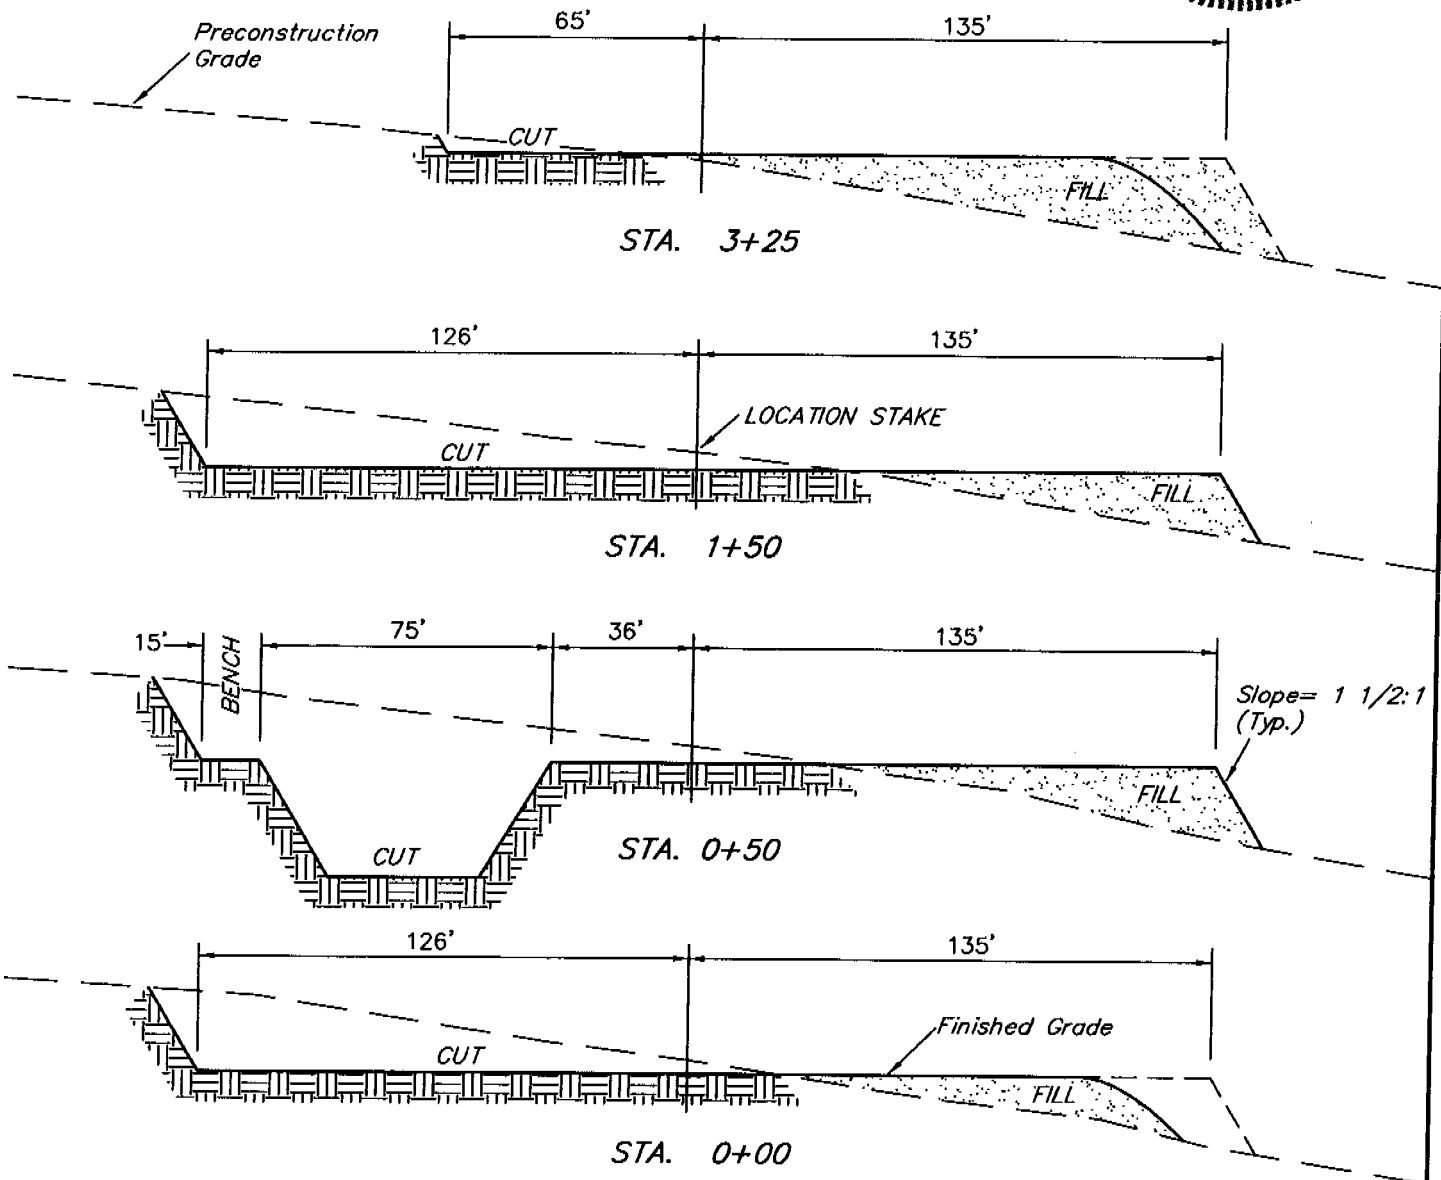 65'
135'
Preconstruction
Grade
CUT
FILL
STA. 3+25
126'
135'
LOCATION STAKE
CUT
FILL
STA. 1+50
15'
BENCH
75'
36'
135'
Slope= 1 1/2:1
(Typ.)
FILL
CUT
STA. 0+50
126'
135'
Finished Grade
CUT
FILL
STA. 0+00